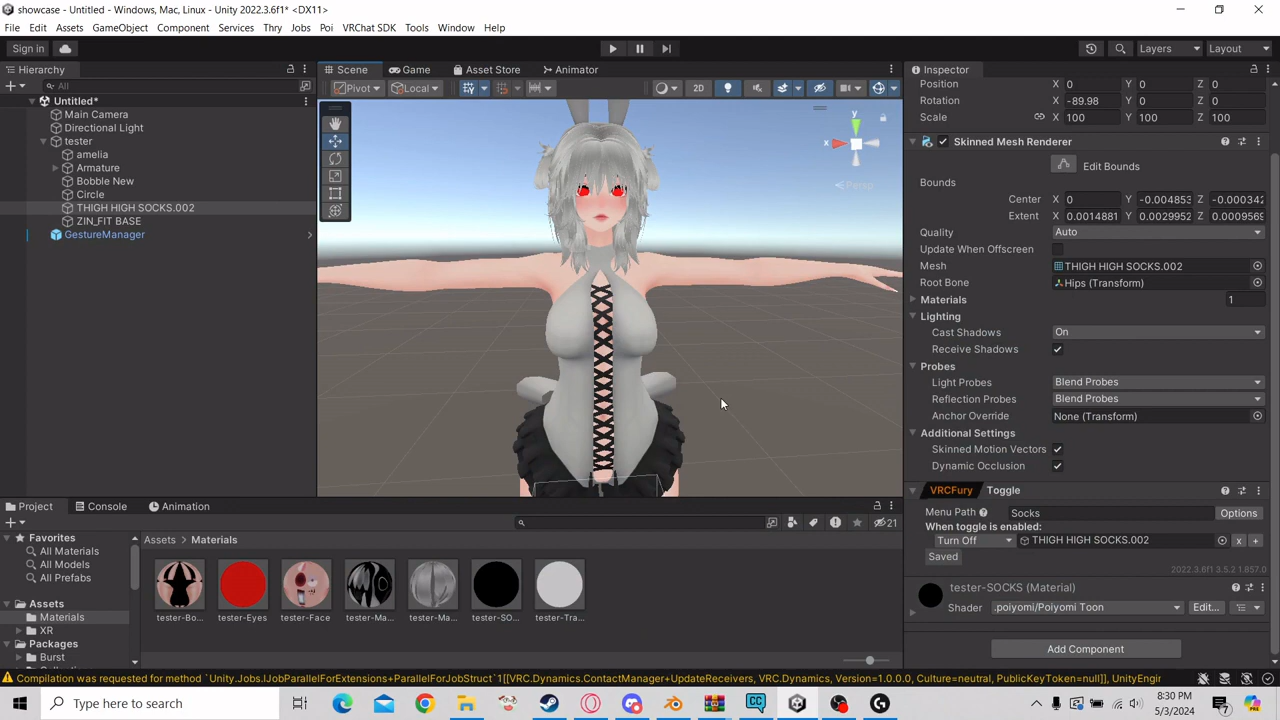 showcase - Untitled - Windows, Mac, Linux - Unity 2022.3.6f1* <DX11>
File Edit Assets GameObject Component Services Thry Jobs Poi VRChat SDK Tools Window Help
Sign in Layers Layout
Hierarchy
All
Untitled*
Main Camera
Directional Light
tester
amelia
Armature
Bobble New
Circle
THIGH HIGH SOCKS.002
ZIN_FIT BASE
GestureManager
Scene Game Asset Store Animator
Pivot Local 2D
y
x
Persp
Inspector
Position X 0 Y 0 Z 0
Rotation X -89.98 Y 0 Z 0
Scale X 100 Y 100 Z 100
Skinned Mesh Renderer
Edit Bounds
Bounds
Center X 0 Y -0.004853 Z -0.000342
Extent X 0.0014881 Y 0.0029952 Z 0.0009569
Quality Auto
Update When Offscreen
Mesh THIGH HIGH SOCKS.002
Root Bone Hips (Transform)
Materials 1
Lighting
Cast Shadows On
Receive Shadows
Probes
Light Probes Blend Probes
Reflection Probes Blend Probes
Anchor Override None (Transform)
Additional Settings
Skinned Motion Vectors
Dynamic Occlusion
VRCFury Toggle
Menu Path Socks Options
When toggle is enabled:
Turn Off THIGH HIGH SOCKS.002 x +
Saved
2022.3.6f1 3.5.2 1.857.0
tester-SOCKS (Material)
Shader .poiyomi/Poiyomi Toon Edit...
Add Component
Project Console Animation
21
Favorites
All Materials
All Models
All Prefabs
Assets
Materials
XR
Packages
Burst
Assets > Materials
tester-Bo... tester-Eyes tester-Face tester-Ma... tester-Ma... tester-SO... tester-Tra...
Compilation was requested for method `Unity.Jobs.IJobParallelForExtensions+ParallelForJobStruct`1[[VRC.Dynamics.ContactManager+UpdateReceivers, VRC.Dynamics, Version=1.0.0.0, Culture=neutral, PublicKeyToken=null]], UnityEngir
Type here to search
CC
8:30 PM
5/3/2024
7